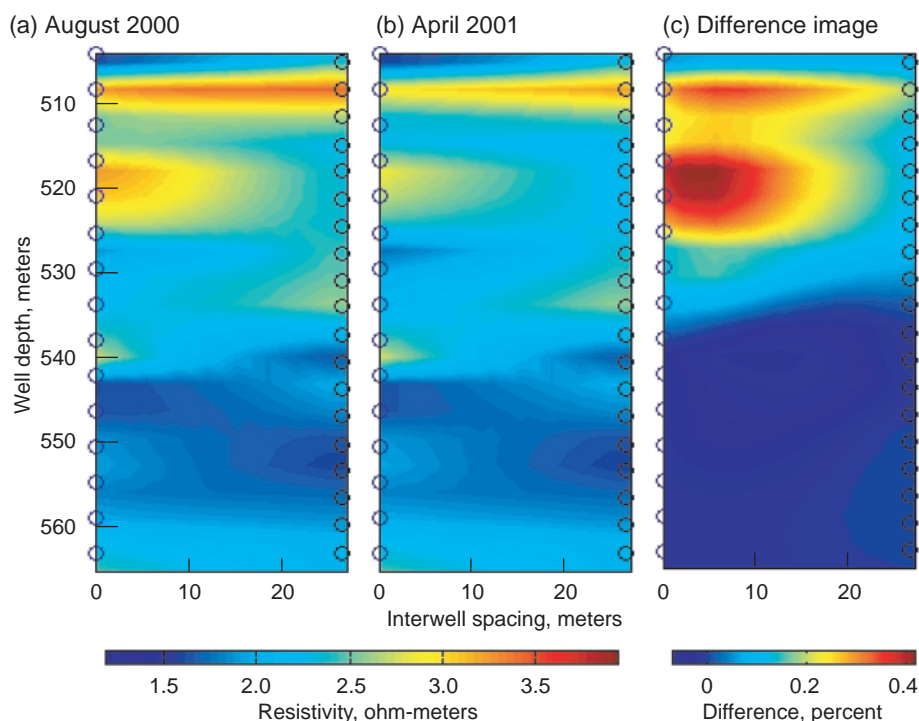 (a) August 2000
(b) April 2001
(c) Difference image
Well depth, meters
510
520
530
540
550
560
0 10 20
0 10 20
0 10 20
Interwell spacing, meters
1.5 2.0 2.5 3.0 3.5
Resistivity, ohm-meters
0 0.2 0.4
Difference, percent